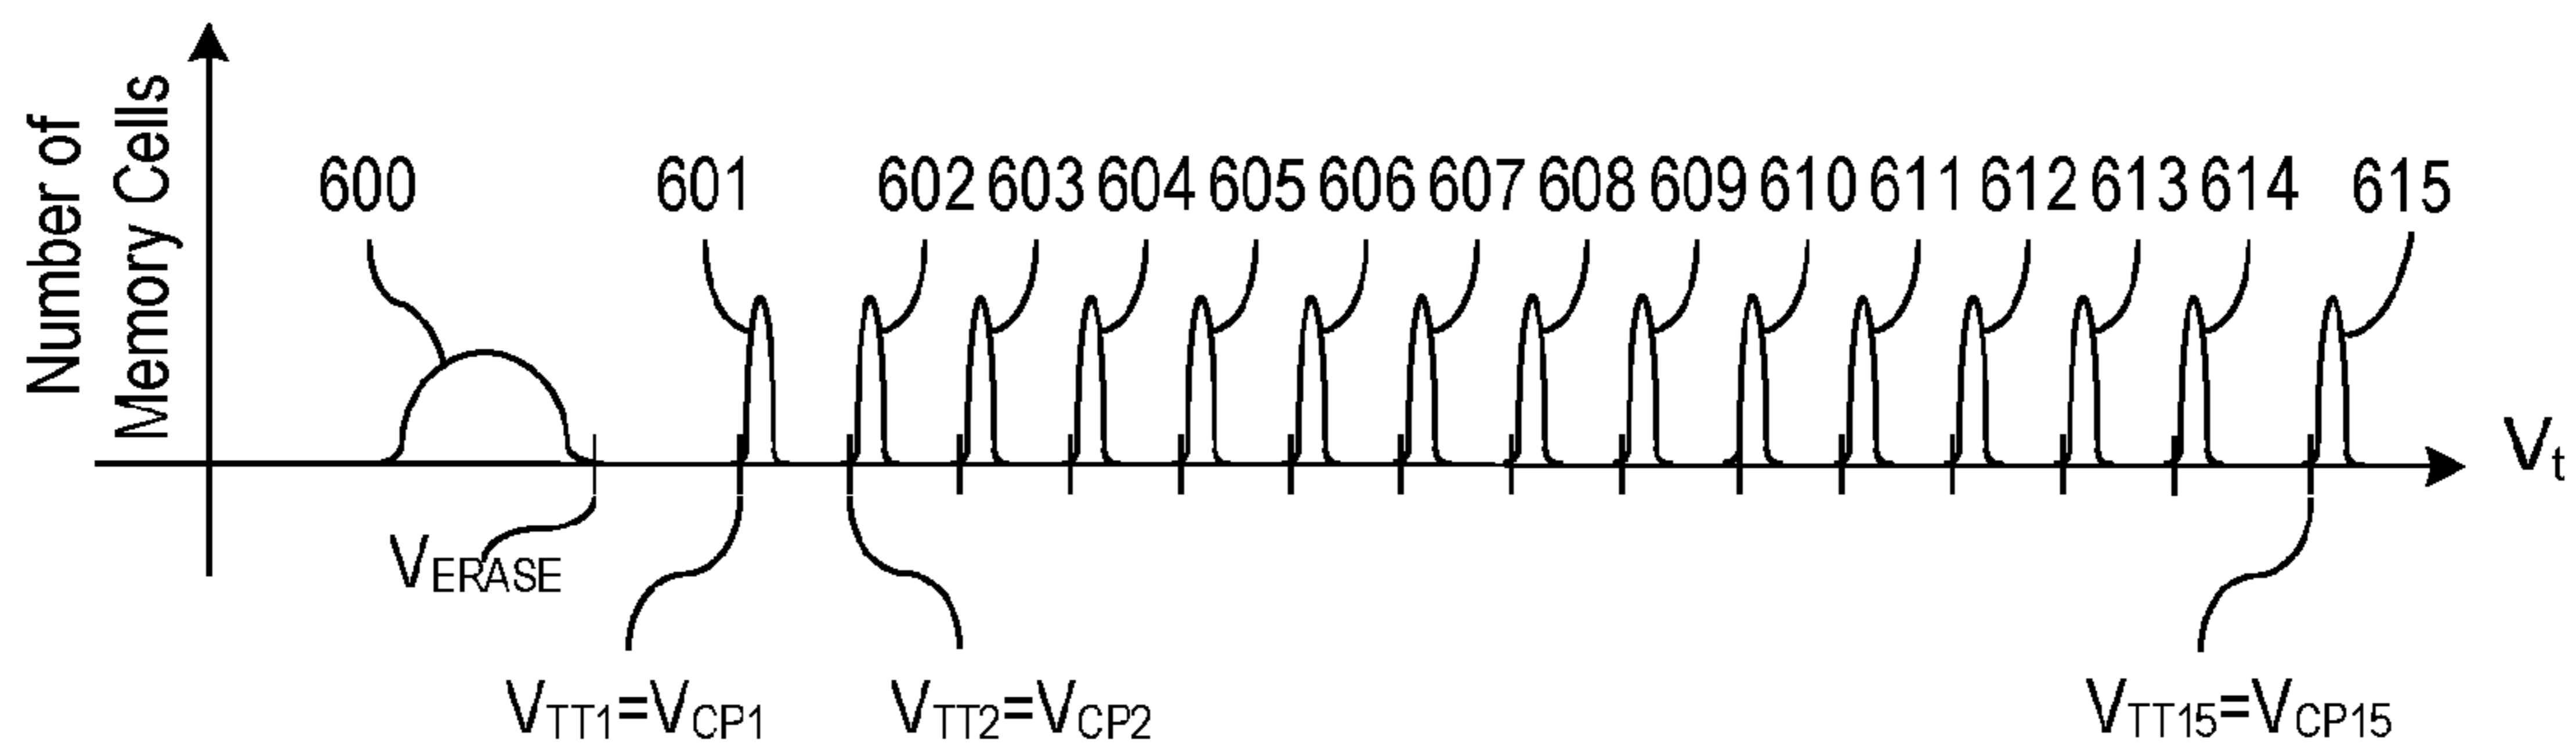 Number of
Memory Cells
600 601 602 603 604 605 606 607 608 609 610 611 612 613 614 615
Vt
VERASE
VTT1=VCP1 VTT2=VCP2 VTT15=VCP15